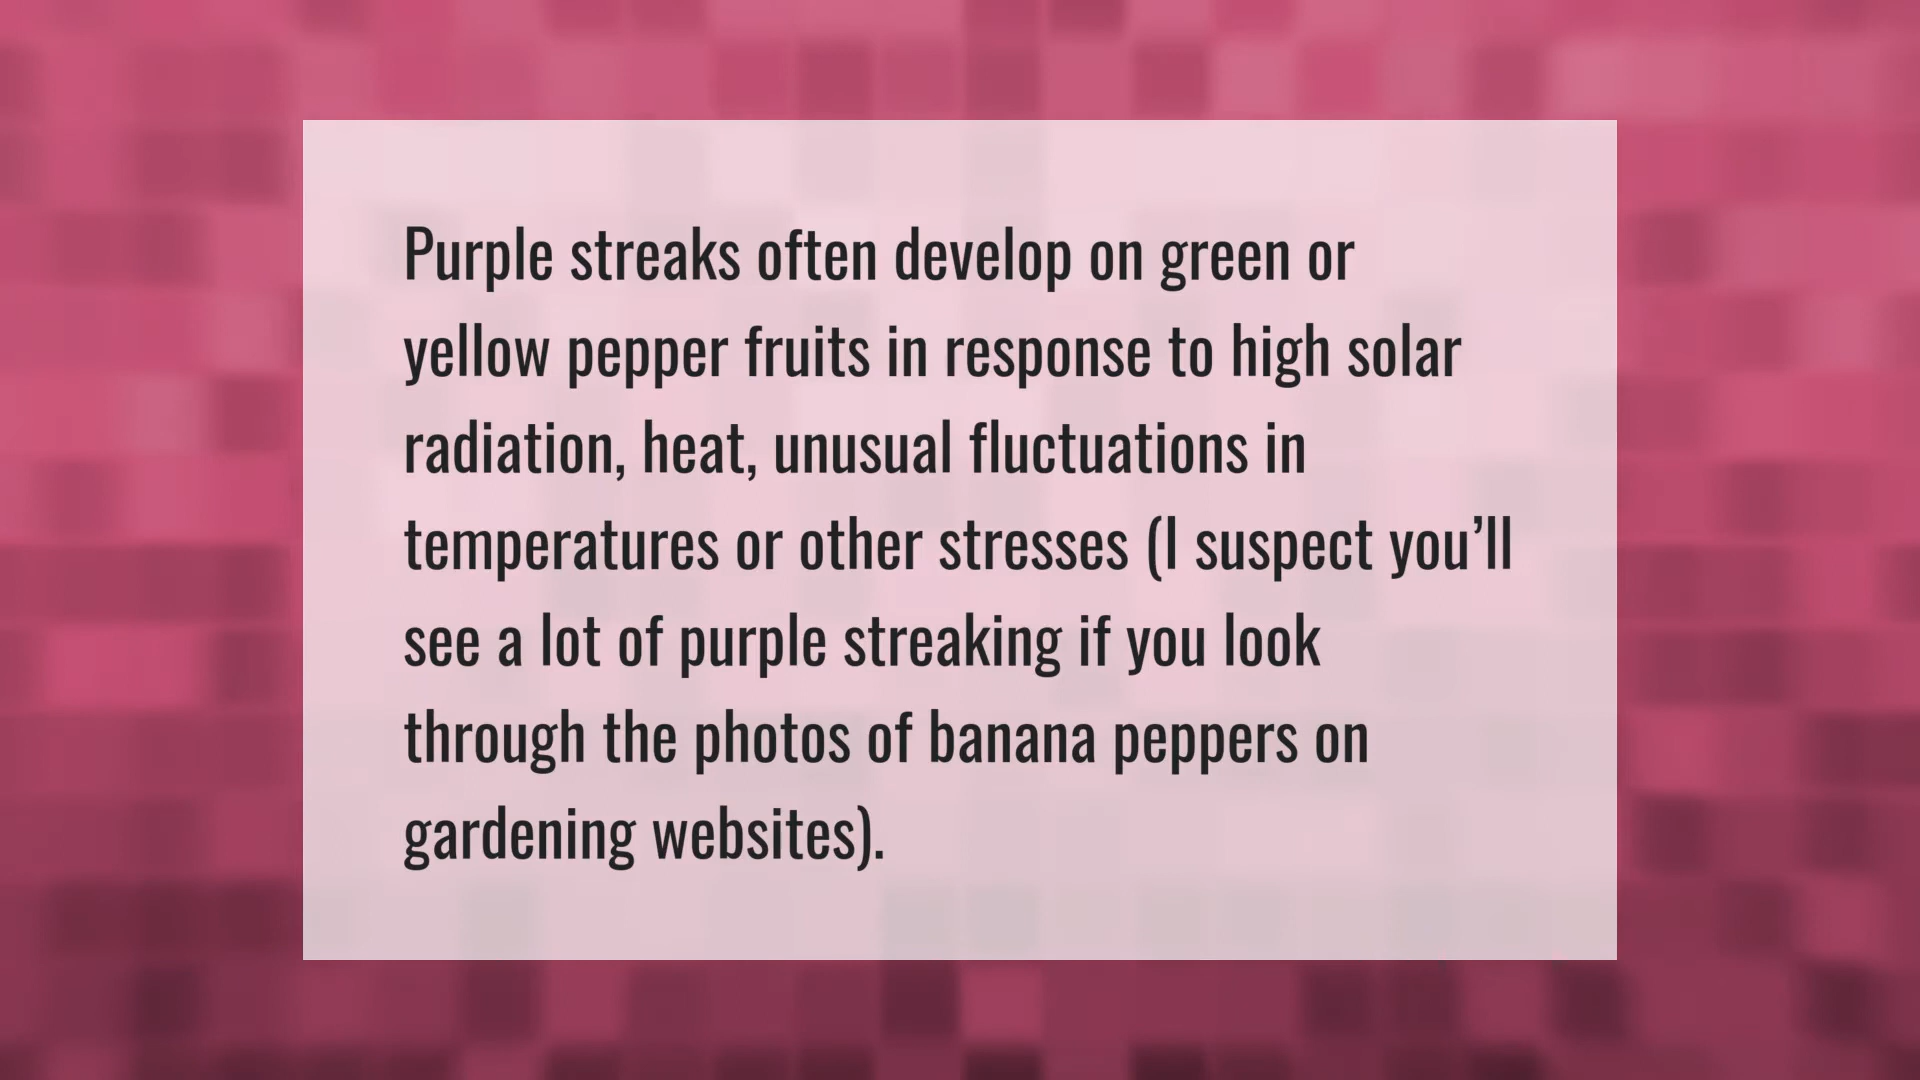 Purple streaks often develop on green or
yellow pepper fruits in response to high solar
radiation, heat, unusual fluctuations in
temperatures or other stresses (I suspect you’ll
see a lot of purple streaking if you look
through the photos of banana peppers on
gardening websites).